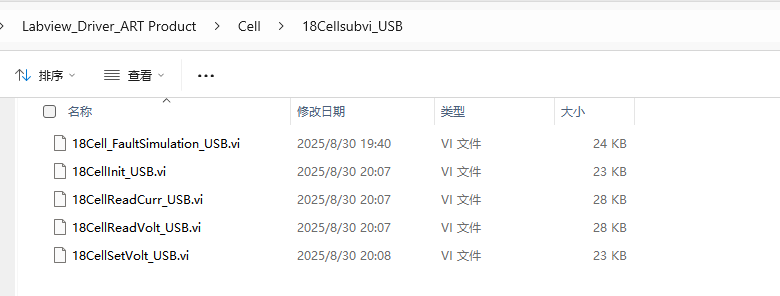 Labview_Driver_ART Product > Cell > 18Cellsubvi_USB
排序 查看 ...
名称 修改日期 类型 大小
18Cell_FaultSimulation_USB.vi 2025/8/30 19:40 VI 文件 24 KB
18CellInit_USB.vi 2025/8/30 20:07 VI 文件 23 KB
18CellReadCurr_USB.vi 2025/8/30 20:07 VI 文件 28 KB
18CellReadVolt_USB.vi 2025/8/30 20:07 VI 文件 28 KB
18CellSetVolt_USB.vi 2025/8/30 20:08 VI 文件 23 KB